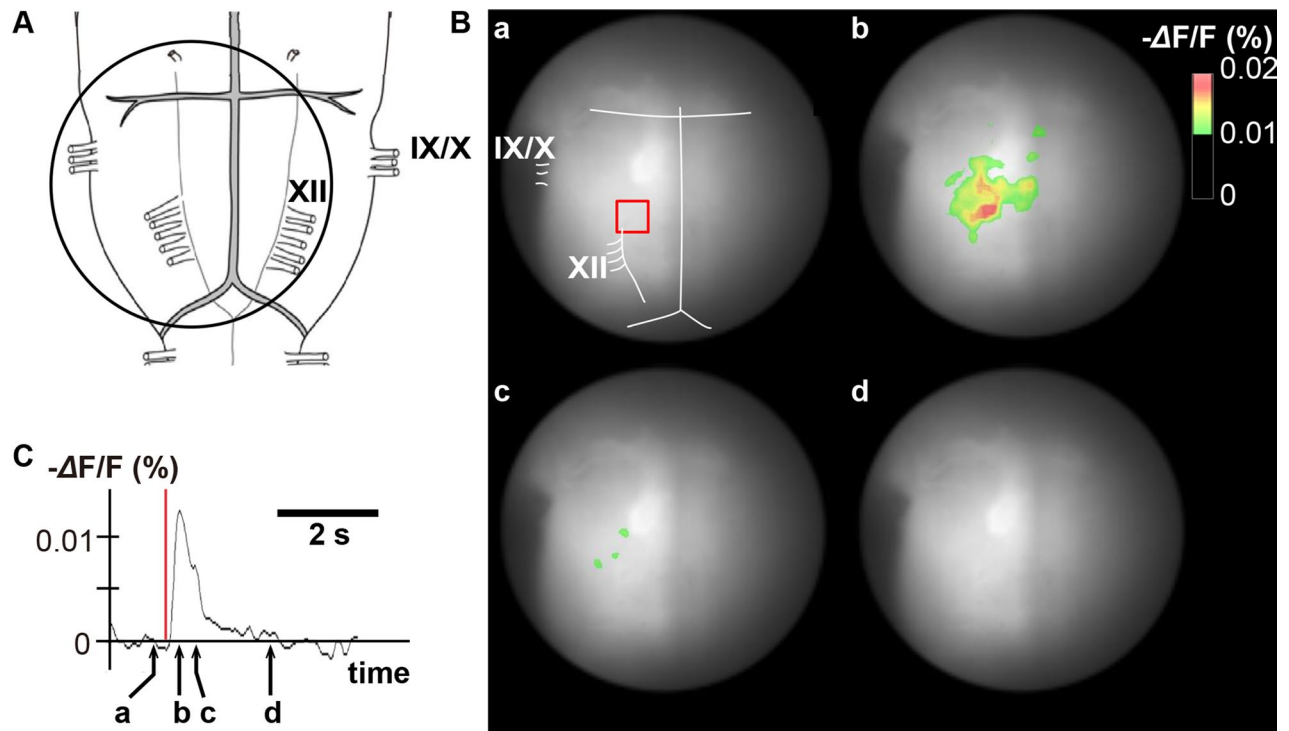 A
IX/X
XII
B
a
IX/X
XII
b
-ΔF/F (%)
0.02
0.01
0
c
d
C
-ΔF/F (%)
0.01
0
2 s
time
a
b
c
d